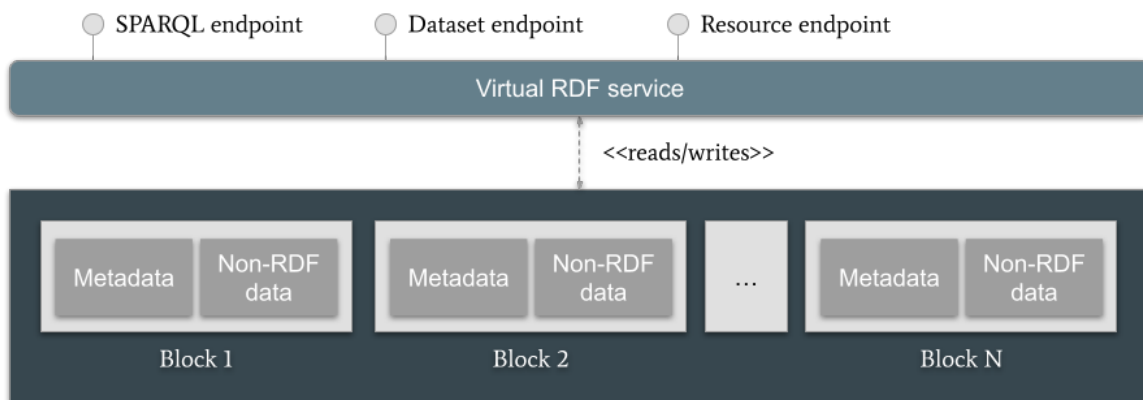 SPARQL endpoint
Dataset endpoint
Resource endpoint
Virtual RDF service
<<reads/writes>>
Metadata
Non-RDF
data
Metadata
Non-RDF
data
...
Metadata
Non-RDF
data
Block 1
Block 2
Block N